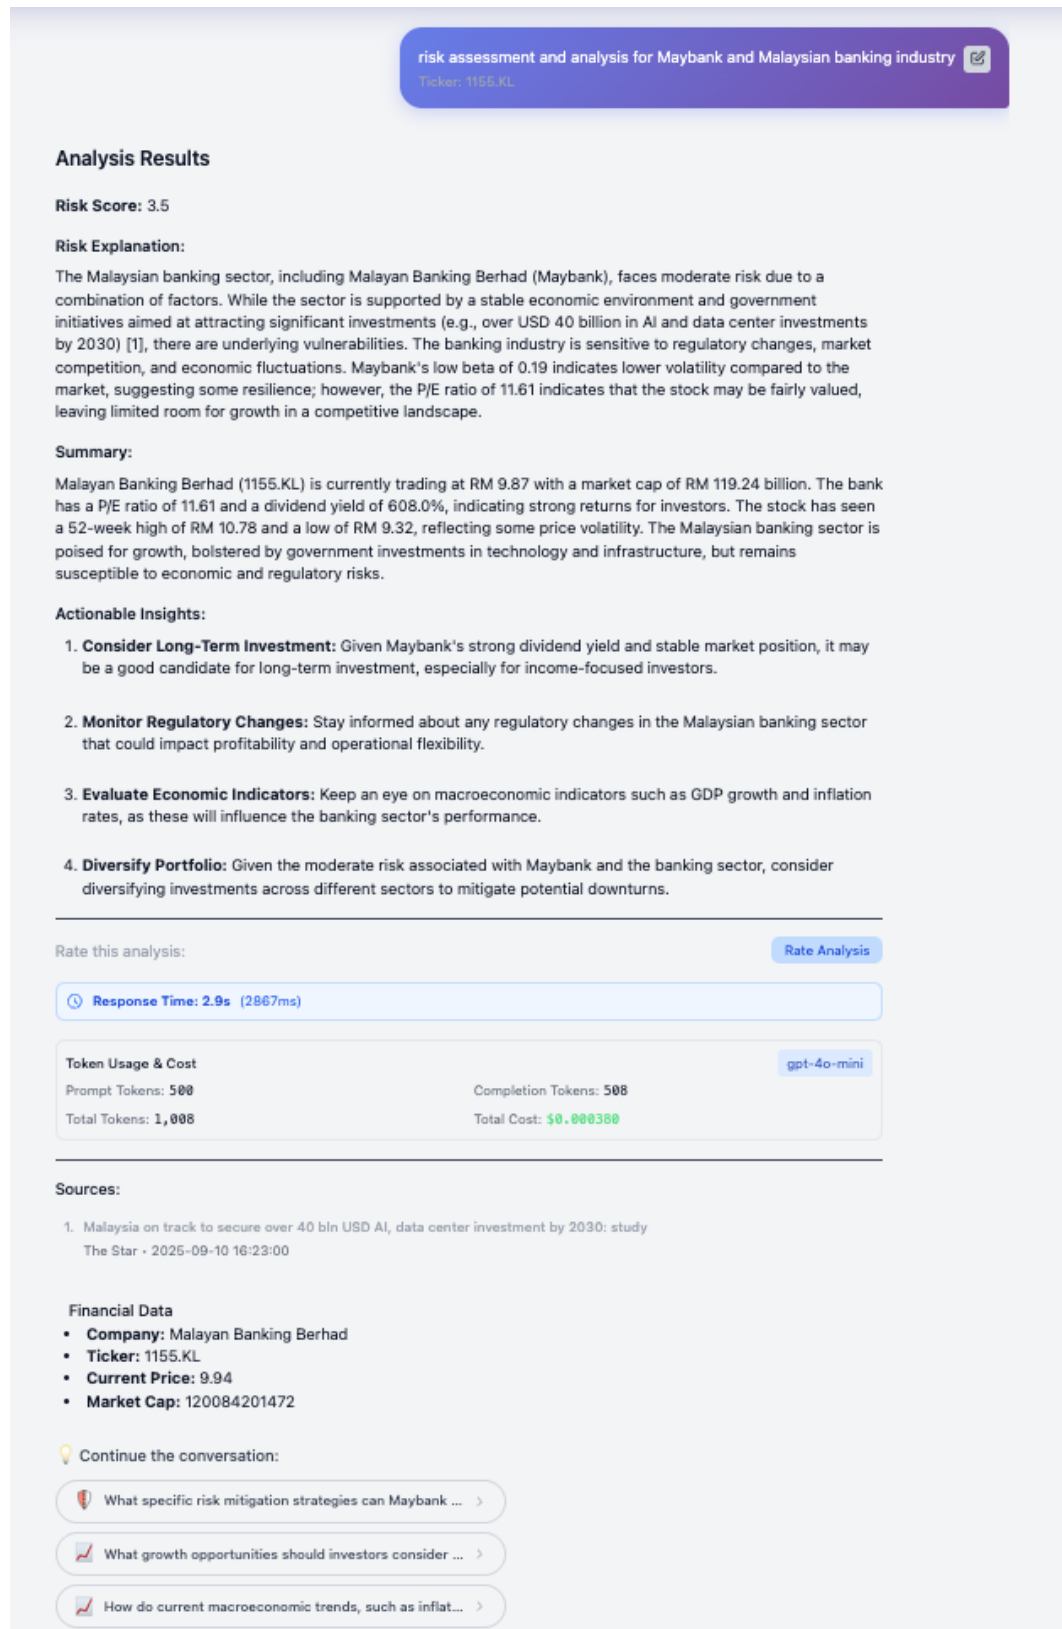 risk assessment and analysis for Maybank and Malaysian banking industry
Ticker: 1155.KL
Analysis Results
Risk Score: 3.5
Risk Explanation:
The Malaysian banking sector, including Malayan Banking Berhad (Maybank), faces moderate risk due to a
combination of factors. While the sector is supported by a stable economic environment and government
initiatives aimed at attracting significant investments (e.g., over USD 40 billion in AI and data center investments
by 2030) [1], there are underlying vulnerabilities. The banking industry is sensitive to regulatory changes, market
competition, and economic fluctuations. Maybank's low beta of 0.19 indicates lower volatility compared to the
market, suggesting some resilience; however, the P/E ratio of 11.61 indicates that the stock may be fairly valued,
leaving limited room for growth in a competitive landscape.
Summary:
Malayan Banking Berhad (1155.KL) is currently trading at RM 9.87 with a market cap of RM 119.24 billion. The bank
has a P/E ratio of 11.61 and a dividend yield of 608.0%, indicating strong returns for investors. The stock has seen
a 52-week high of RM 10.78 and a low of RM 9.32, reflecting some price volatility. The Malaysian banking sector is
poised for growth, bolstered by government investments in technology and infrastructure, but remains
susceptible to economic and regulatory risks.
Actionable Insights:
1. Consider Long-Term Investment: Given Maybank's strong dividend yield and stable market position, it may
be a good candidate for long-term investment, especially for income-focused investors.
2. Monitor Regulatory Changes: Stay informed about any regulatory changes in the Malaysian banking sector
that could impact profitability and operational flexibility.
3. Evaluate Economic Indicators: Keep an eye on macroeconomic indicators such as GDP growth and inflation
rates, as these will influence the banking sector's performance.
4. Diversify Portfolio: Given the moderate risk associated with Maybank and the banking sector, consider
diversifying investments across different sectors to mitigate potential downturns.
Rate this analysis:
Rate Analysis
Response Time: 2.9s (2867ms)
Token Usage & Cost
gpt-4o-mini
Prompt Tokens: 500
Completion Tokens: 508
Total Tokens: 1,008
Total Cost: $0.000380
Sources:
1. Malaysia on track to secure over 40 bln USD AI, data center investment by 2030: study
The Star • 2025-09-10 16:23:00
Financial Data
• Company: Malayan Banking Berhad
• Ticker: 1155.KL
• Current Price: 9.94
• Market Cap: 120084201472
Continue the conversation:
What specific risk mitigation strategies can Maybank ...
What growth opportunities should investors consider ...
How do current macroeconomic trends, such as inflat...